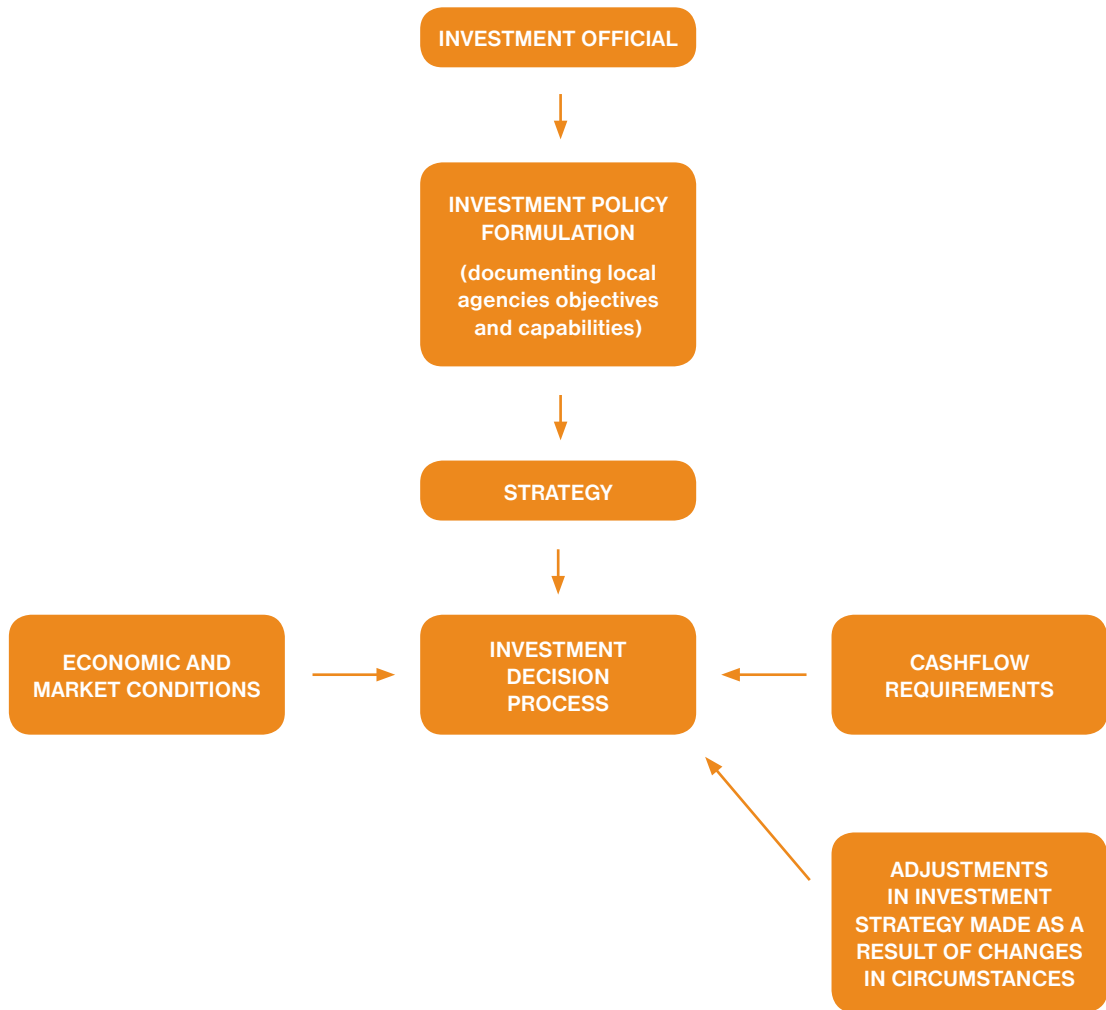 INVESTMENT OFFICIAL
INVESTMENT POLICY
FORMULATION
(documenting local
agencies objectives
and capabilities)
STRATEGY
ECONOMIC AND
MARKET CONDITIONS
INVESTMENT
DECISION
PROCESS
CASHFLOW
REQUIREMENTS
ADJUSTMENTS
IN INVESTMENT
STRATEGY MADE AS A
RESULT OF CHANGES
IN CIRCUMSTANCES